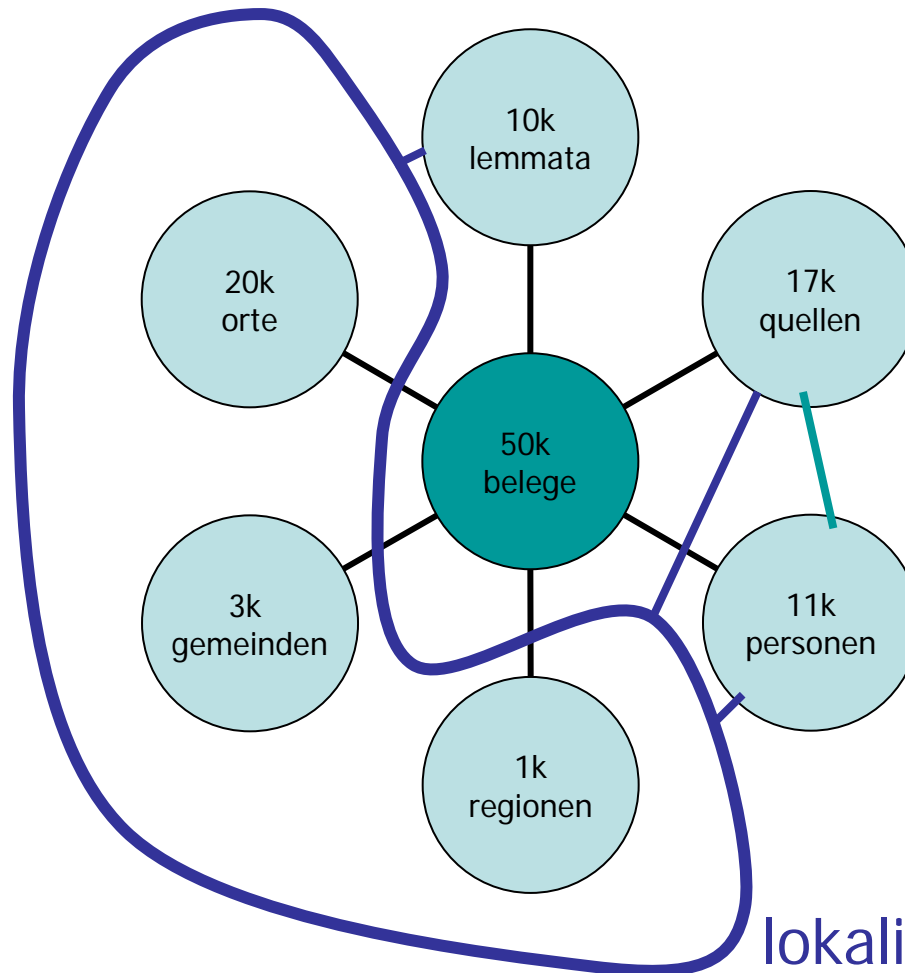 10k
lemmata
20k
orte
17k
quellen
50k
belege
3k
gemeinden
11k
personen
1k
regionen
lokali